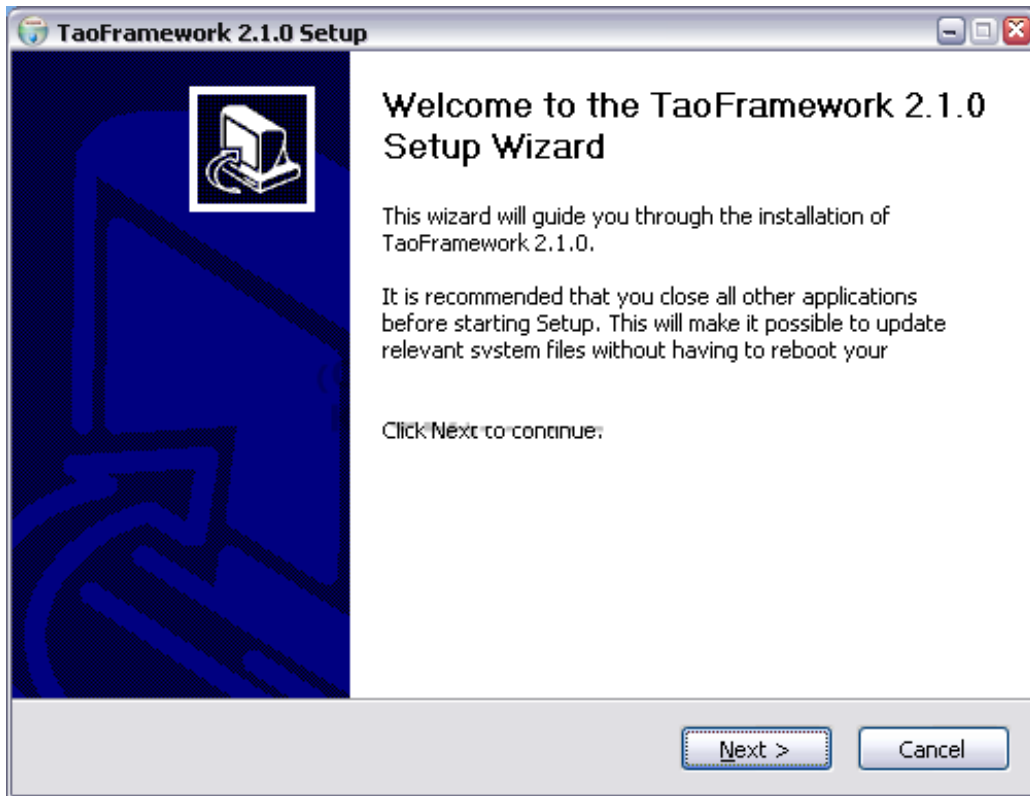 TaoFramework 2.1.0 Setup
Welcome to the TaoFramework 2.1.0
Setup Wizard
This wizard will guide you through the installation of
TaoFramework 2.1.0.
It is recommended that you close all other applications
before starting Setup. This will make it possible to update
relevant system files without having to reboot your
Click Next to continue.
Next >
Cancel